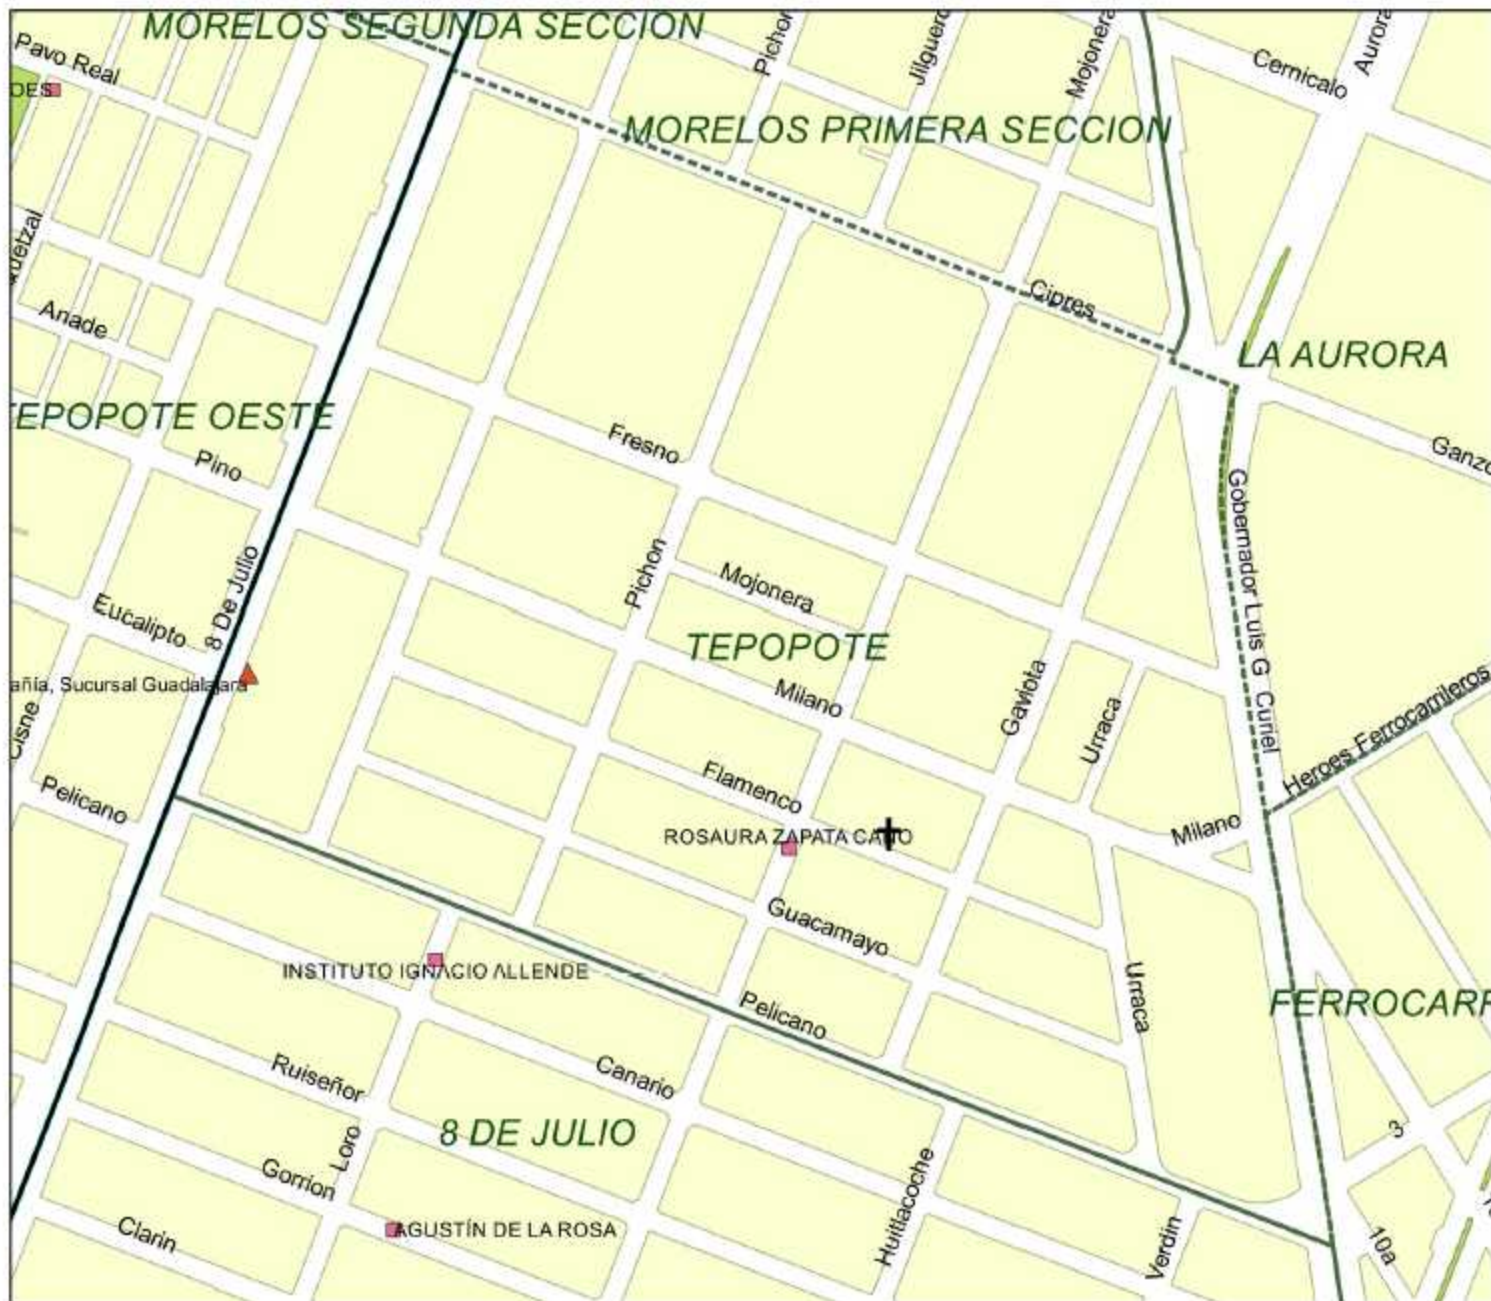 MORELOS SEGUNDA SECCION
Pavo Real
Pichon
Jilguero
Mojonera
Cernicalo
Aurora
DES
MORELOS PRIMERA SECCION
uetzal
Anade
Cipres
LA AURORA
TEPOPOTE OESTE
Pino
Fresno
Ganzo
Gobernador Luis G Curiel
8 De Julio
Pichon
Mojonera
Eucalipto
TEPOPOTE
añía, Sucursal Guadalajara
Milano
Gaviota
Urraca
Cisne
Heroes Ferrocarrileros
Pelicano
Flamenco
Milano
ROSAURA ZAPATA CANO
Guacamayo
INSTITUTO IGNACIO ALLENDE
Urraca
Pelicano
FERROCARR
Ruiseñor
Canario
3
8 DE JULIO
Loro
Gorrion
Huitlacoche
Clarin
AGUSTÍN DE LA ROSA
Verdin
10a